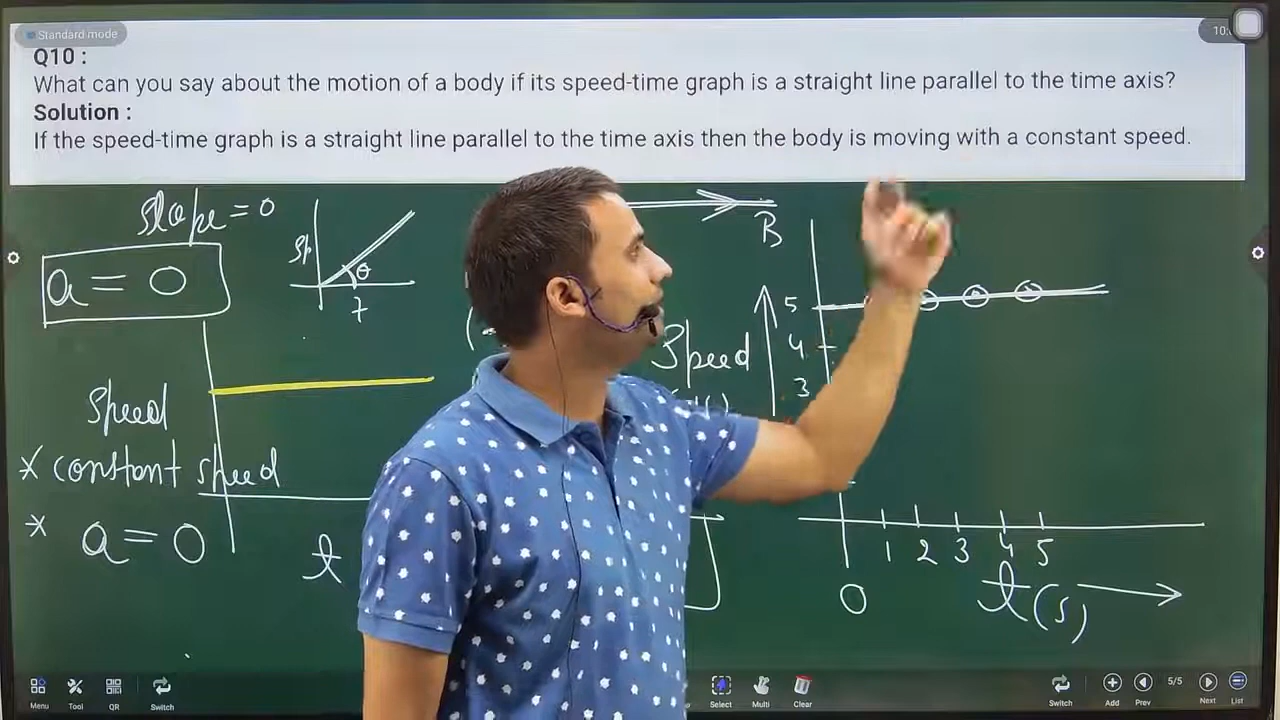 Standard mode
10:
Q10 :
What can you say about the motion of a body if its speed-time graph is a straight line parallel to the time axis?
Solution :
If the speed-time graph is a straight line parallel to the time axis then the body is moving with a constant speed.
slope = 0
a = 0
Sp
θ
B
5
4
3
Speed
speed
* constant speed
* a = 0
t
0
1 2 3 4 5
t(s)
Menu Tool QR Switch Select Multi Clear Switch Add Prev 5/5 Next List